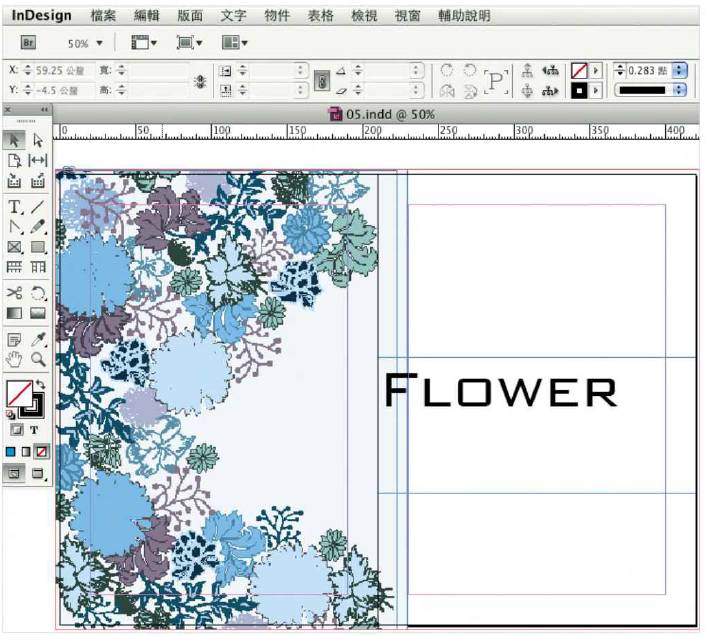 InDesign 檔案 編輯 版面 文字 物件 表格 檢視 視窗 輔助說明
Br 50%
X: 59.25 公釐 寬: 0.283 點
Y: -4.5 公釐 高:
05.indd @ 50%
0 50 100 150 200 250 300 350 400
FLOWER